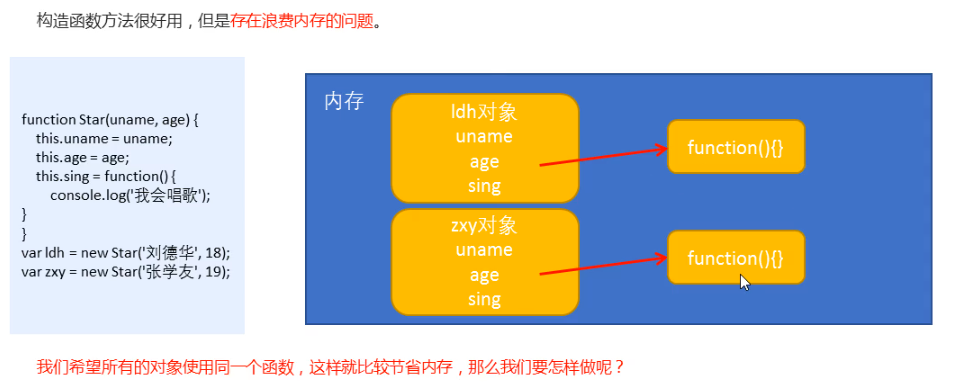 构造函数方法很好用，但是存在浪费内存的问题。
function Star(uname, age) {
this.uname = uname;
this.age = age;
this.sing = function() {
console.log('我会唱歌');
}
}
var ldh = new Star('刘德华', 18);
var zxy = new Star('张学友', 19);
内存
ldh对象
uname
age
sing
function(){}
zxy对象
uname
age
sing
function(){}
我们希望所有的对象使用同一个函数，这样就比较节省内存，那么我们要怎样做呢？